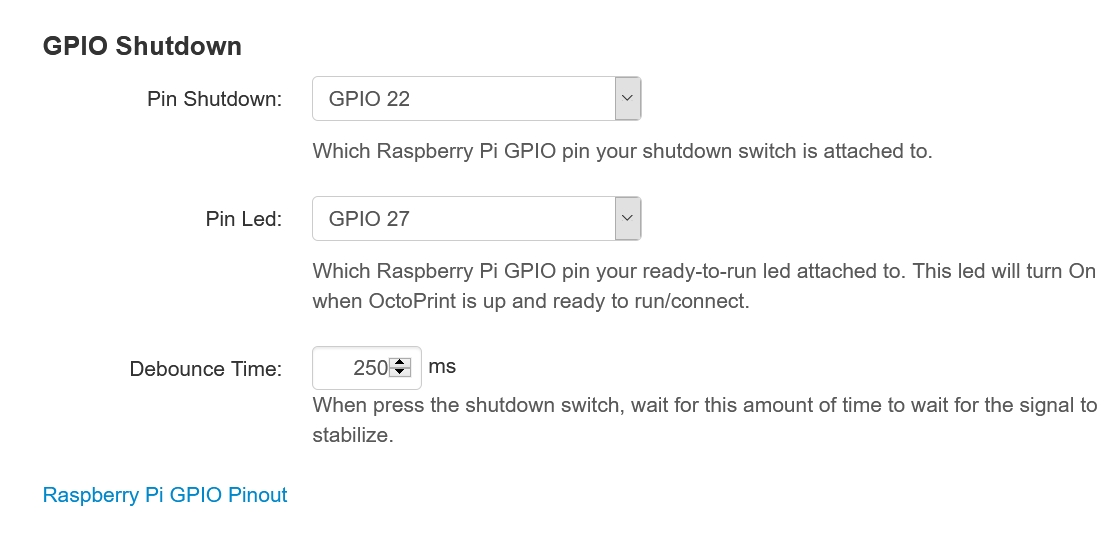 GPIO Shutdown
Pin Shutdown:
GPIO 22
Which Raspberry Pi GPIO pin your shutdown switch is attached to.
Pin Led:
GPIO 27
Which Raspberry Pi GPIO pin your ready-to-run led attached to. This led will turn On
when OctoPrint is up and ready to run/connect.
Debounce Time:
250 ms
When press the shutdown switch, wait for this amount of time to wait for the signal to
stabilize.
Raspberry Pi GPIO Pinout